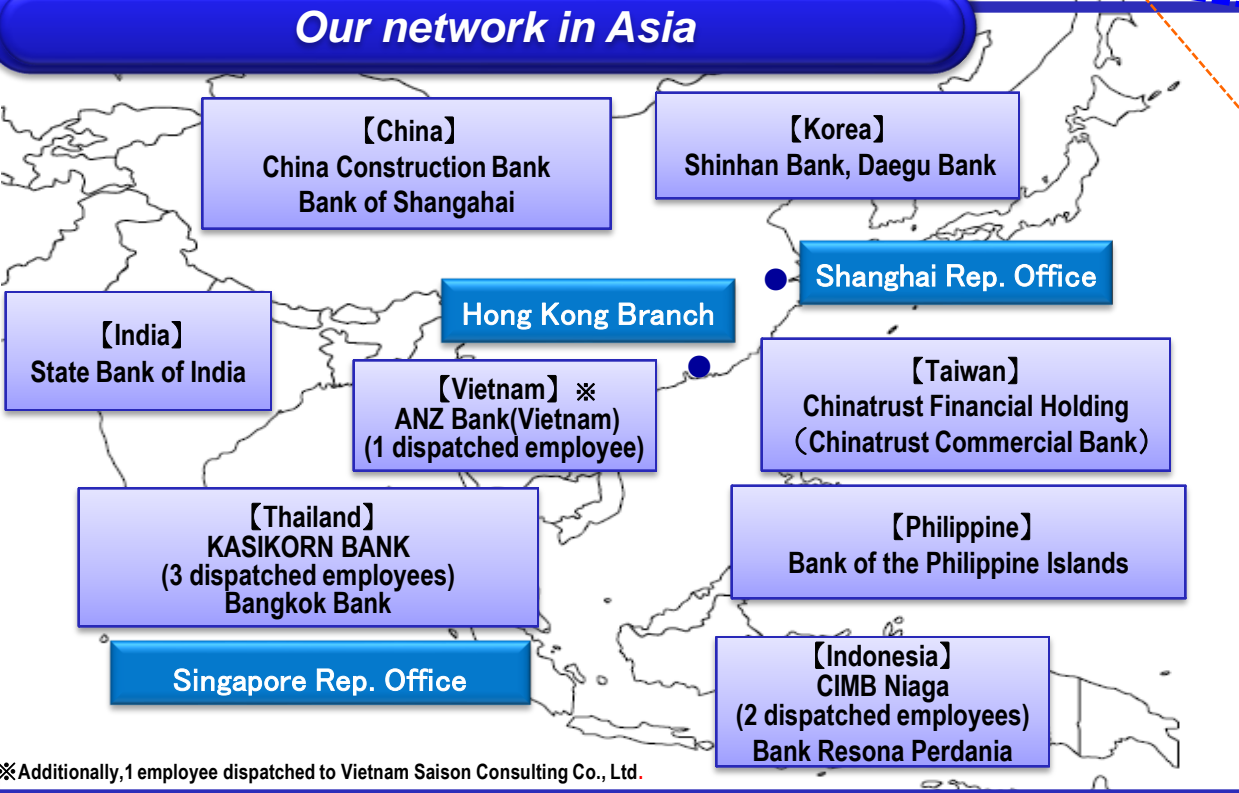 Our network in Asia
【China】
China Construction Bank
Bank of Shangahai
【Korea】
Shinhan Bank, Daegu Bank
Shanghai Rep. Office
Hong Kong Branch
【India】
State Bank of India
【Vietnam】 ※
ANZ Bank(Vietnam)
(1 dispatched employee)
【Taiwan】
Chinatrust Financial Holding
（Chinatrust Commercial Bank）
【Thailand】
KASIKORN BANK
(3 dispatched employees)
Bangkok Bank
【Philippine】
Bank of the Philippine Islands
Singapore Rep. Office
【Indonesia】
CIMB Niaga
(2 dispatched employees)
Bank Resona Perdania
※Additionally,1 employee dispatched to Vietnam Saison Consulting Co., Ltd.